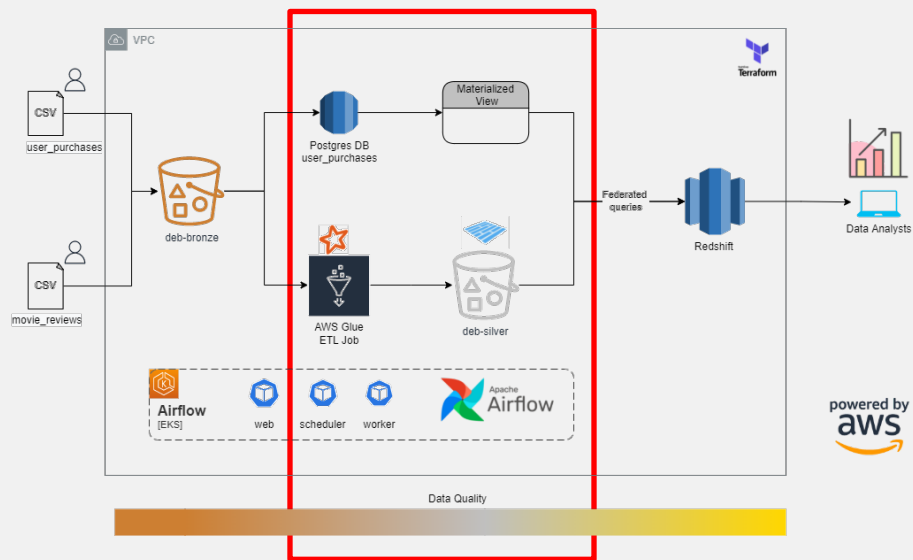 VPC
HashiCorp
Terraform
CSV
user_purchases
CSV
movie_reviews
deb-bronze
Postgres DB
user_purchases
Materialized
View
AWS Glue
ETL Job
deb-silver
Federated
queries
Redshift
Data Analysts
Airflow
[EKS]
web
scheduler
worker
Apache
Airflow
powered by
aws
Data Quality